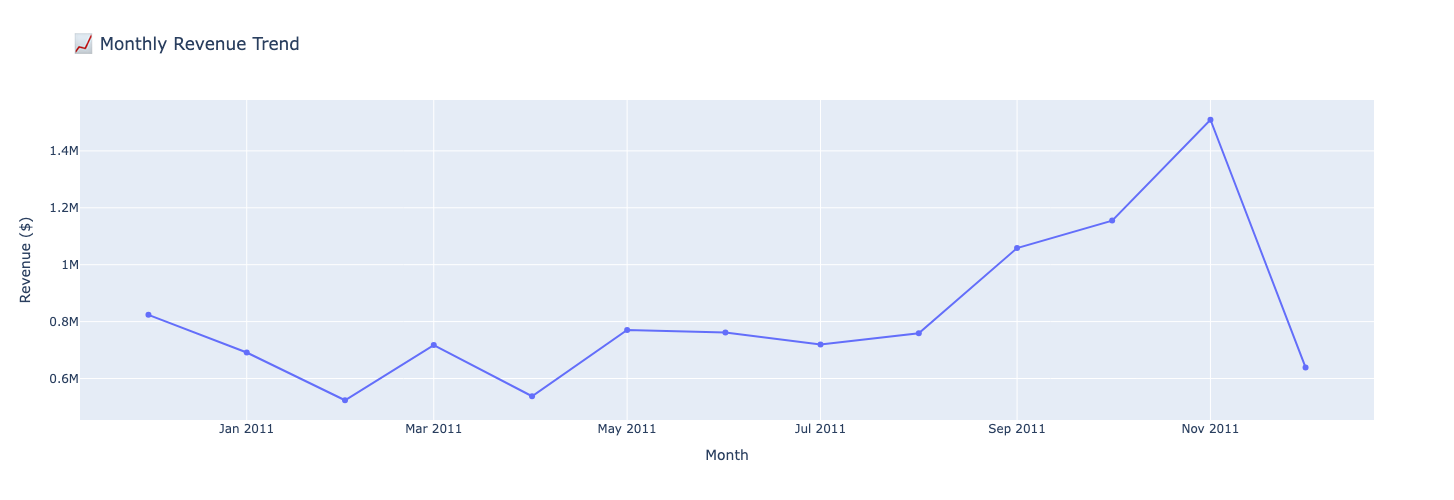 📈 Monthly Revenue Trend
1.4M
1.2M
1M
0.8M
0.6M
Revenue ($)
Jan 2011
Mar 2011
May 2011
Jul 2011
Sep 2011
Nov 2011
Month